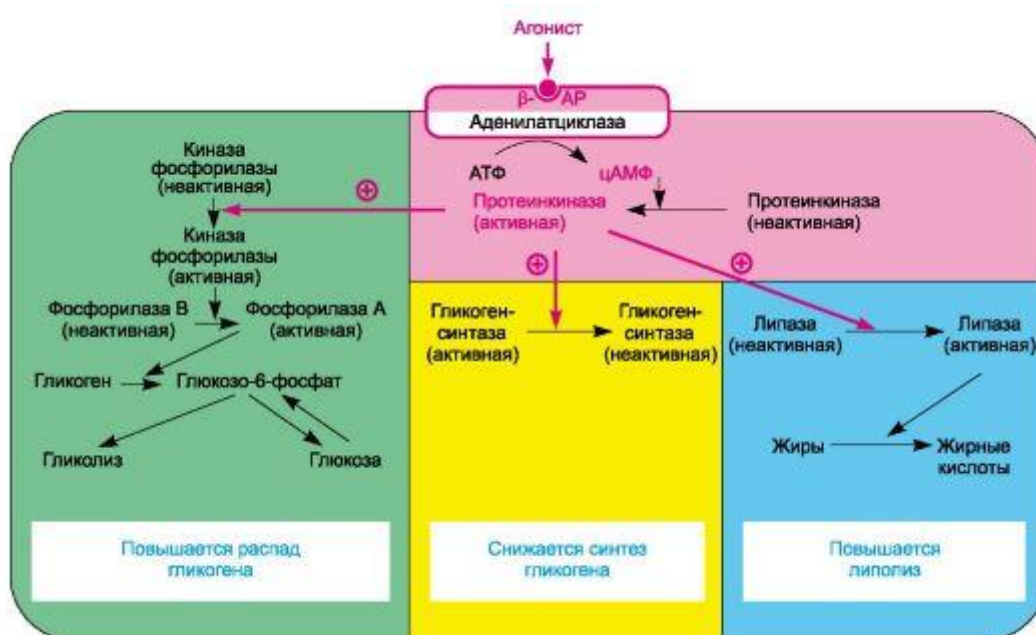 Агонист
β- АР
Аденилатциклаза
АТФ
цАМФ
Протеинкиназа
(активная)
Протеинкиназа
(неактивная)
Киназа
фосфорилазы
(неактивная)
Киназа
фосфорилазы
(активная)
Фосфорилаза В
(неактивная)
Фосфорилаза А
(активная)
Гликоген
Глюкозо-6-фосфат
Гликолиз
Глюкоза
Повышается распад
гликогена
Гликоген-
синтаза
(активная)
Гликоген-
синтаза
(неактивная)
Снижается синтез
гликогена
Липаза
(неактивная)
Липаза
(активная)
Жиры
Жирные
кислоты
Повышается
липолиз